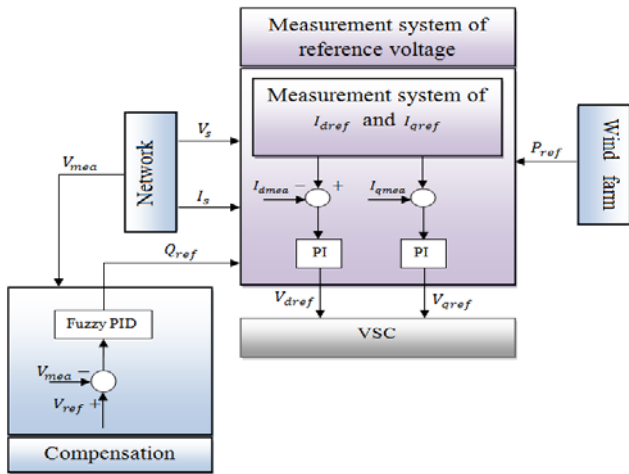 Measurement system of
reference voltage
Measurement system of
I_dref and I_qref
V_s
P_ref
Wind farm
Network
V_mea
I_dmea − +
I_qmea
I_s
PI
PI
Q_ref
V_dref
V_qref
Fuzzy PID
VSC
V_mea −
V_ref +
Compensation